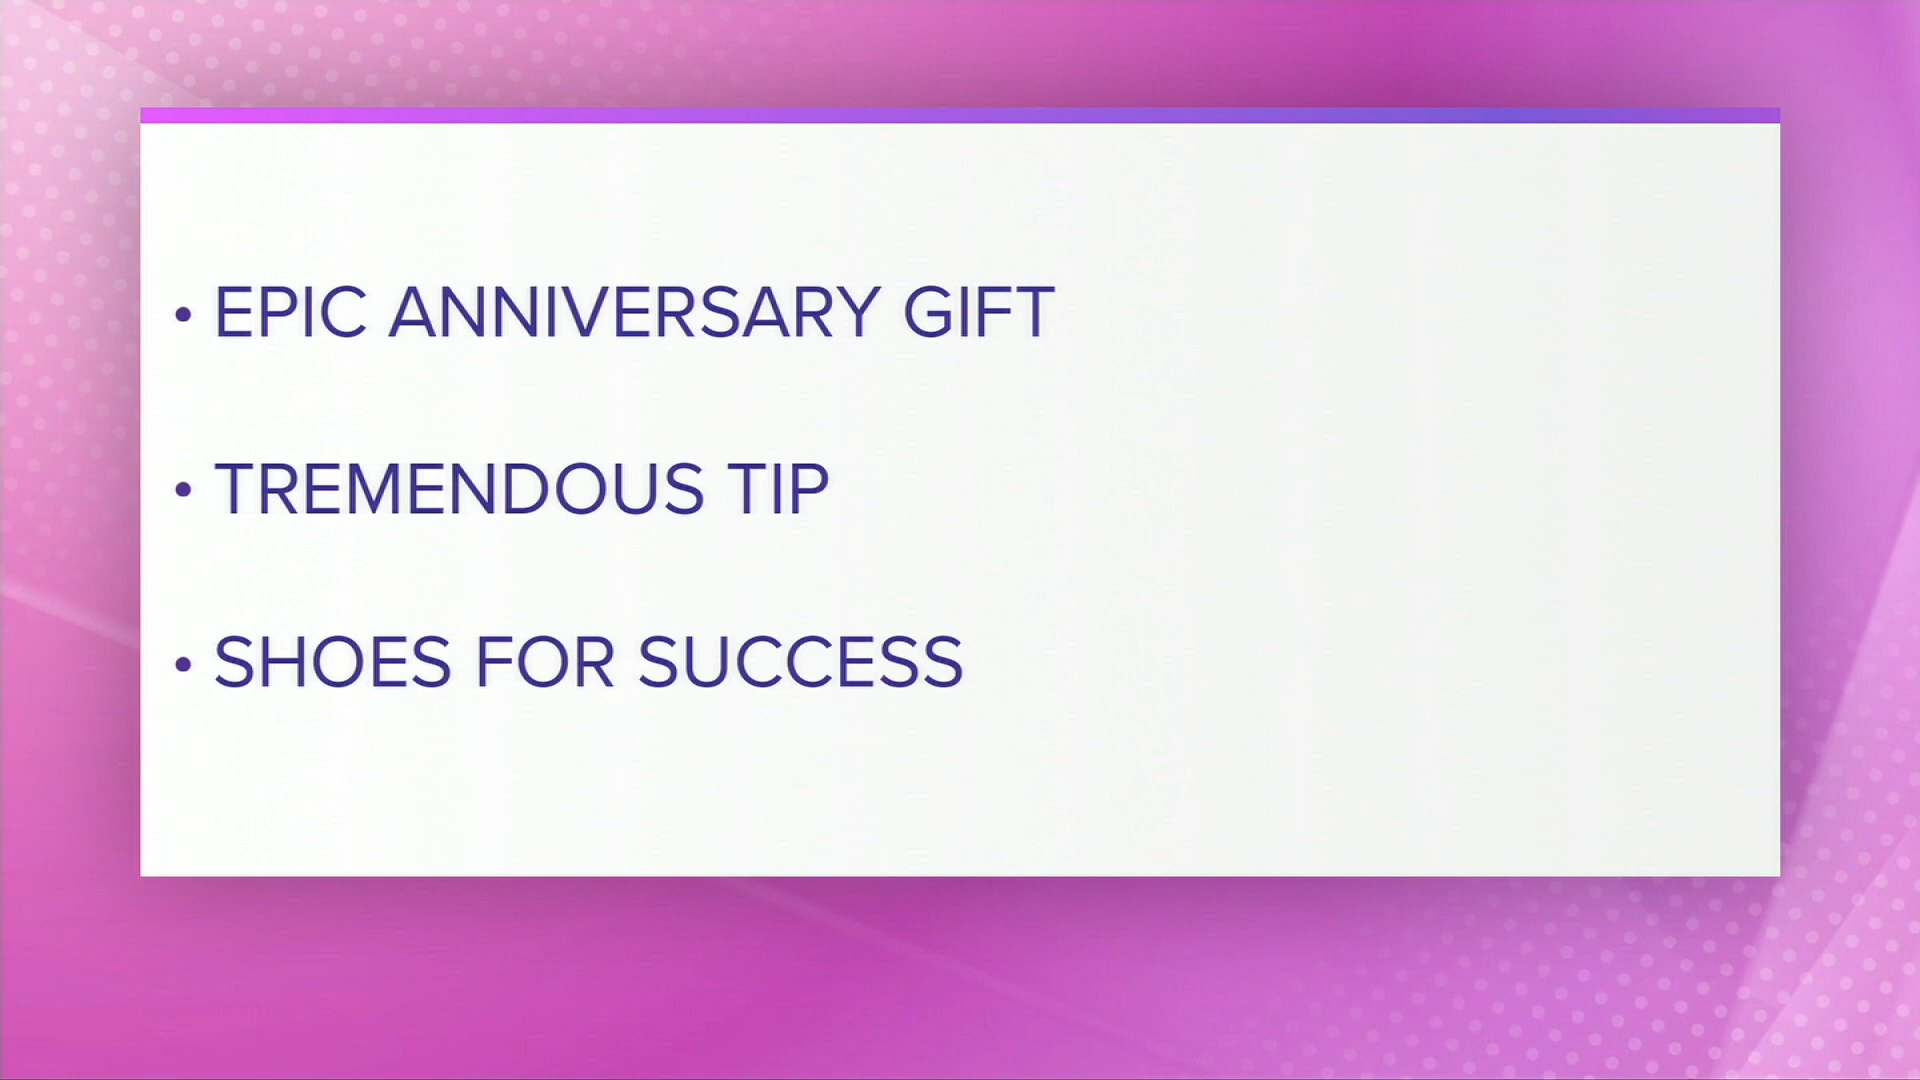 • EPIC ANNIVERSARY GIFT
• TREMENDOUS TIP
• SHOES FOR SUCCESS